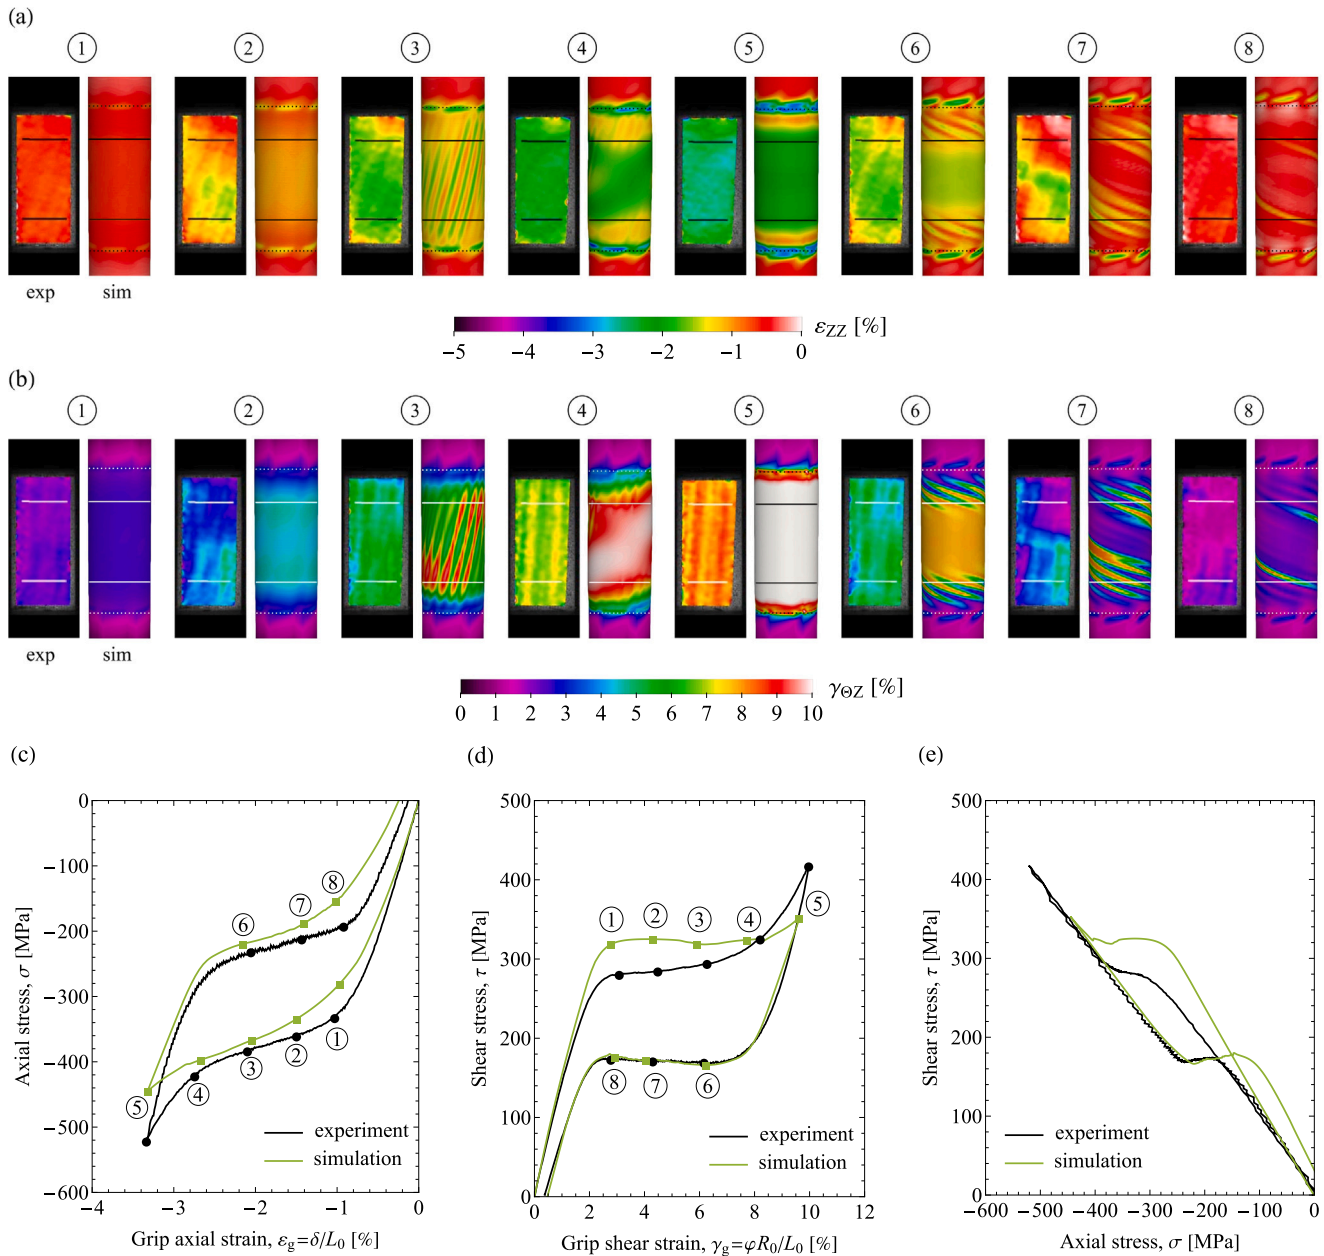 (a)
① ② ③ ④ ⑤ ⑥ ⑦ ⑧
exp sim
−5 −4 −3 −2 −1 0 εZZ [%]
(b)
① ② ③ ④ ⑤ ⑥ ⑦ ⑧
exp sim
0 1 2 3 4 5 6 7 8 9 10 γΘZ [%]
(c)
Axial stress, σ [MPa]
0
−100
−200
−300
−400
−500
−600
⑧
⑦
⑥
①
②
③
④
⑤
experiment
simulation
−4 −3 −2 −1 0
Grip axial strain, εg=δ/L0 [%]
(d)
Shear stress, τ [MPa]
500
400
300
200
100
0
① ② ③ ④ ⑤
⑧ ⑦ ⑥
experiment
simulation
0 2 4 6 8 10 12
Grip shear strain, γg=φR0/L0 [%]
(e)
Shear stress, τ [MPa]
500
400
300
200
100
0
experiment
simulation
−600 −500 −400 −300 −200 −100 0
Axial stress, σ [MPa]